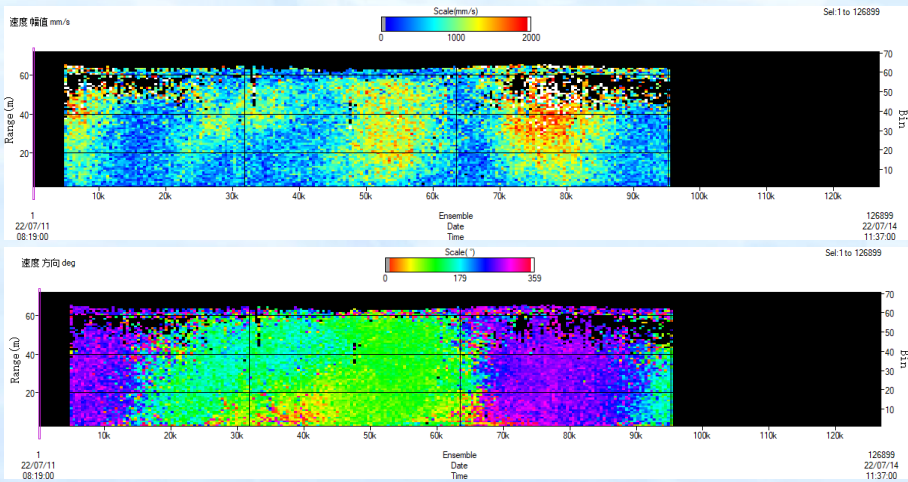 速度 幅值 mm/s
Scale(mm/s)
Sel:1 to 126899
0 1000 2000
Range(m)
60
40
20
70
60
50
40
30
20
10
Bin
10k 20k 30k 40k 50k 60k 70k 80k 90k 100k 110k 120k
1 Ensemble 126899
22/07/11 Date 22/07/14
08:19:00 Time 11:37:00
速度 方向 deg
Scale(°)
Sel:1 to 126899
0 179 359
Range(m)
60
40
20
70
60
50
40
30
20
10
Bin
10k 20k 30k 40k 50k 60k 70k 80k 90k 100k 110k 120k
1 Ensemble 126899
22/07/11 Date 22/07/14
08:19:00 Time 11:37:00